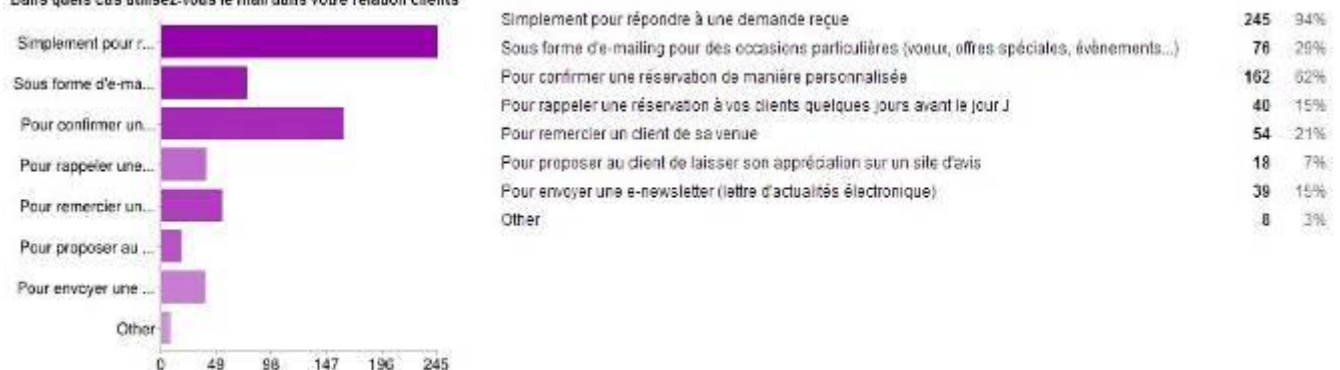 Dans quels cas utilisez-vous le mail dans votre relation clients
Simplement pour r...
Sous forme d'e-ma...
Pour confirmer un...
Pour rappeler une...
Pour remercier un...
Pour proposer au ...
Pour envoyer une ...
Other
0 49 98 147 196 245
Simplement pour répondre à une demande reçue 245 94%
Sous forme d'e-mailing pour des occasions particulières (voeux, offres spéciales, évènements...) 76 29%
Pour confirmer une réservation de manière personnalisée 162 62%
Pour rappeler une réservation à vos clients quelques jours avant le jour J 40 15%
Pour remercier un client de sa venue 54 21%
Pour proposer au client de laisser son appréciation sur un site d'avis 18 7%
Pour envoyer une e-newsletter (lettre d'actualités électronique) 39 15%
Other 8 3%